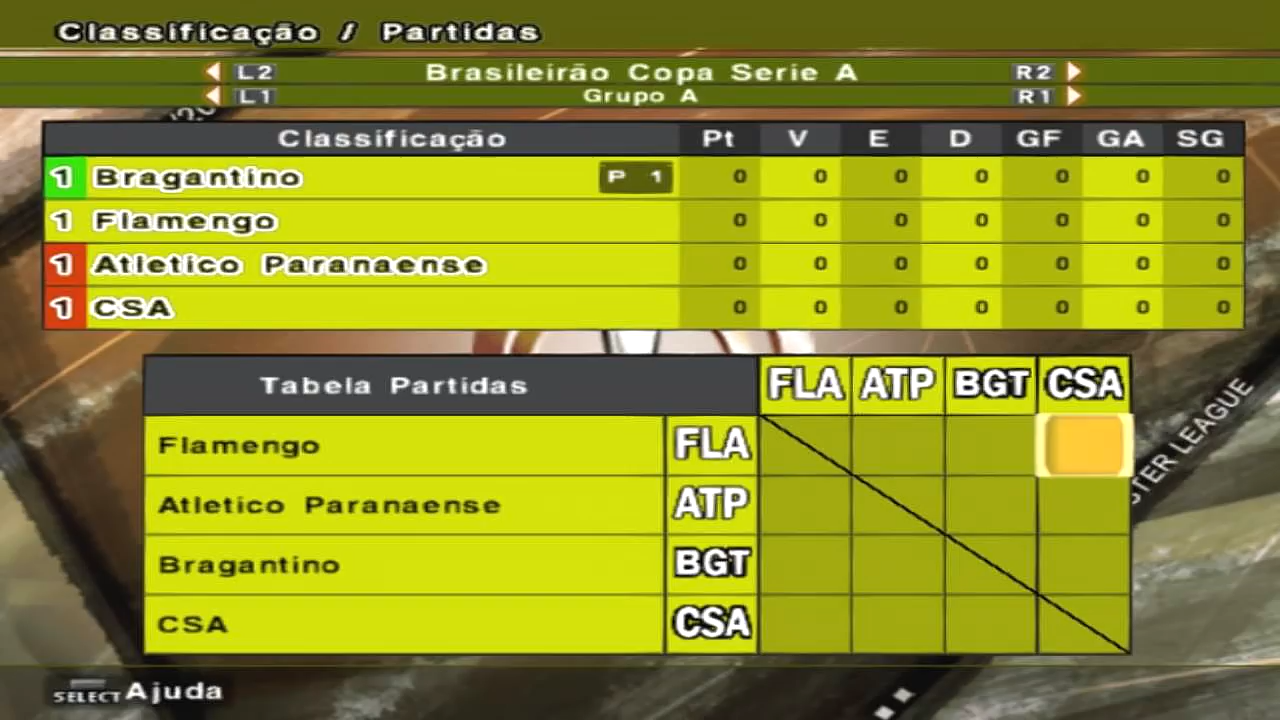 Classificação / Partidas
L2 Brasileirão Copa Serie A R2
L1 Grupo A R1
Classificação Pt V E D GF GA SG
1 Bragantino P 1 0 0 0 0 0 0 0
1 Flamengo 0 0 0 0 0 0 0
1 Atletico Paranaense 0 0 0 0 0 0 0
1 CSA 0 0 0 0 0 0 0
Tabela Partidas FLA ATP BGT CSA
Flamengo FLA
Atletico Paranaense ATP
Bragantino BGT
CSA CSA
STER LEAGUE
SELECT Ajuda